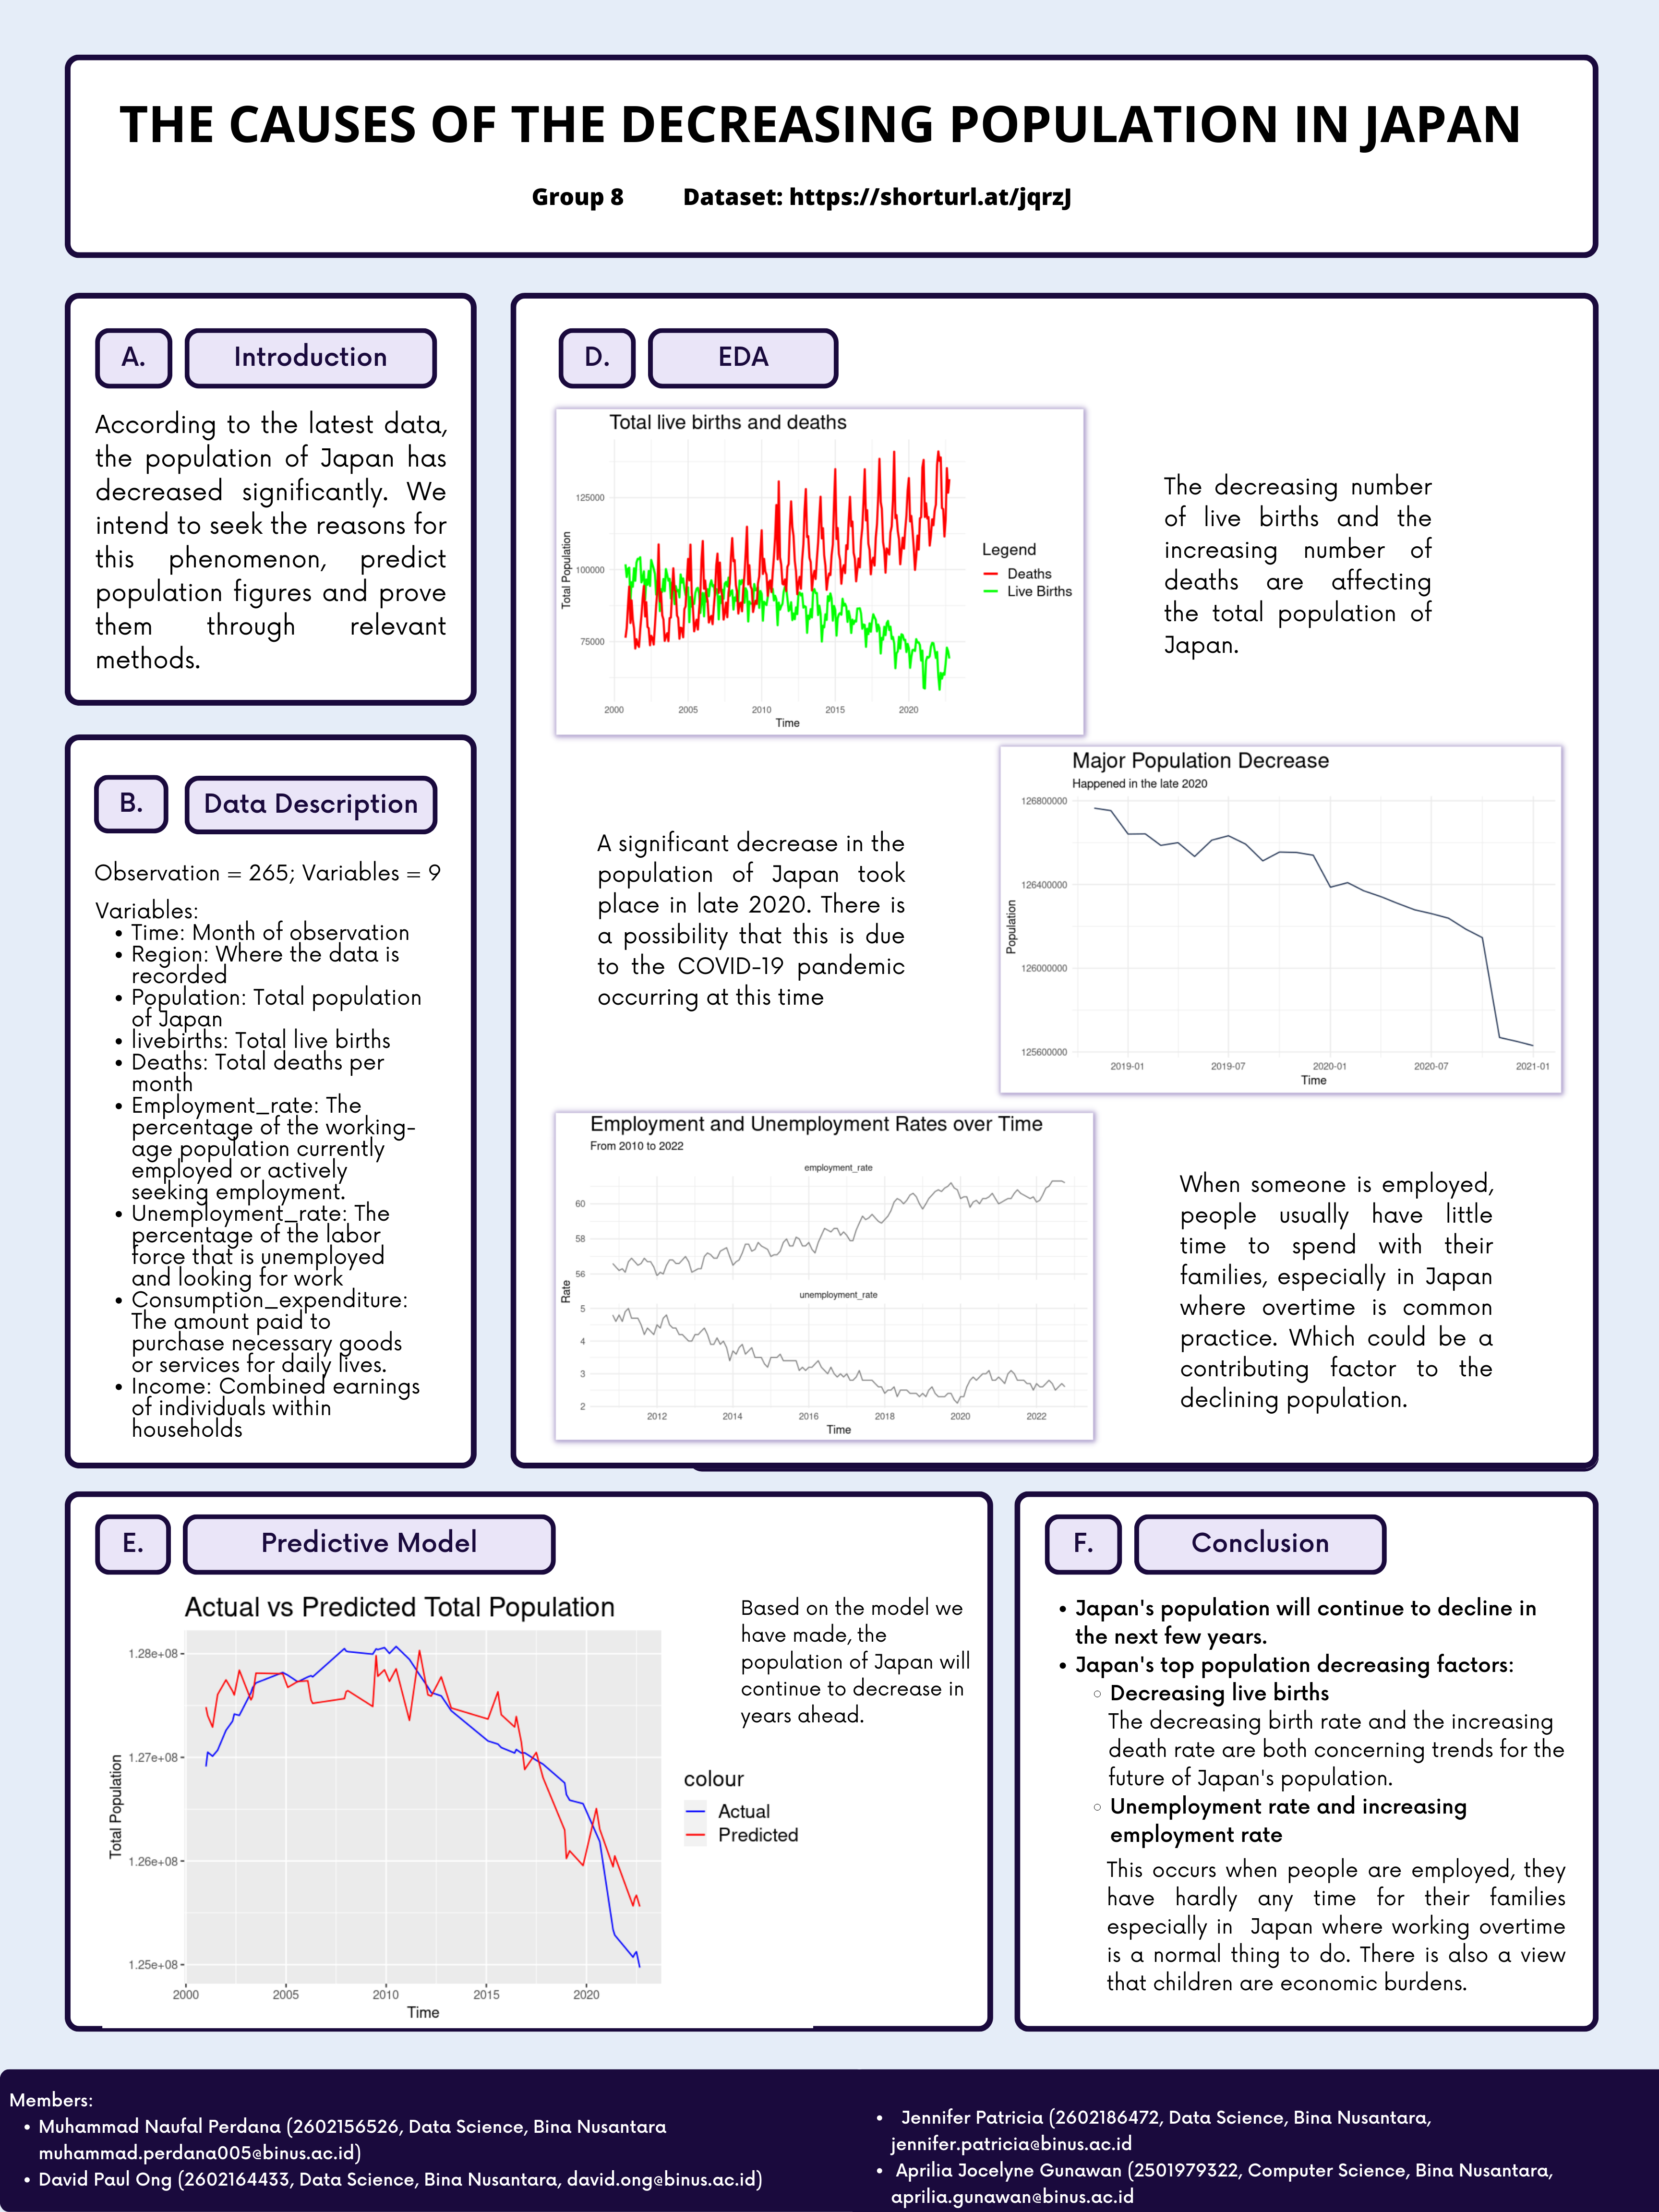 THE CAUSES OF THE DECREASING POPULATION IN JAPAN
Group 8 Dataset: https://shorturl.at/jqrzJ
A. Introduction
According to the latest data,
the population of Japan has
decreased significantly. We
intend to seek the reasons for
this phenomenon, predict
population figures and prove
them through relevant
methods.
B. Data Description
Observation = 265; Variables = 9
Variables:
• Time: Month of observation
• Region: Where the data is
recorded
• Population: Total population
of Japan
• livebirths: Total live births
• Deaths: Total deaths per
month
• Employment_rate: The
percentage of the working-
age population currently
employed or actively
seeking employment.
• Unemployment_rate: The
percentage of the labor
force that is unemployed
and looking for work
• Consumption_expenditure:
The amount paid to
purchase necessary goods
or services for daily lives.
• Income: Combined earnings
of individuals within
households
D. EDA
Total live births and deaths
Total Population
125000
100000
75000
2000 2005 2010 2015 2020
Time
Legend
Deaths
Live Births
The decreasing number
of live births and the
increasing number of
deaths are affecting
the total population of
Japan.
A significant decrease in the
population of Japan took
place in late 2020. There is
a possibility that this is due
to the COVID-19 pandemic
occurring at this time
Major Population Decrease
Happened in the late 2020
Population
126800000
126400000
126000000
125600000
2019-01 2019-07 2020-01 2020-07 2021-01
Time
Employment and Unemployment Rates over Time
From 2010 to 2022
employment_rate
60
58
56
Rate
unemployment_rate
5
4
3
2
2012 2014 2016 2018 2020 2022
Time
When someone is employed,
people usually have little
time to spend with their
families, especially in Japan
where overtime is common
practice. Which could be a
contributing factor to the
declining population.
E. Predictive Model
Actual vs Predicted Total Population
Total Population
1.28e+08
1.27e+08
1.26e+08
1.25e+08
2000 2005 2010 2015 2020
Time
colour
Actual
Predicted
Based on the model we
have made, the
population of Japan will
continue to decrease in
years ahead.
F. Conclusion
• Japan's population will continue to decline in
the next few years.
• Japan's top population decreasing factors:
○ Decreasing live births
The decreasing birth rate and the increasing
death rate are both concerning trends for the
future of Japan's population.
○ Unemployment rate and increasing
employment rate
This occurs when people are employed, they
have hardly any time for their families
especially in Japan where working overtime
is a normal thing to do. There is also a view
that children are economic burdens.
Members:
• Muhammad Naufal Perdana (2602156526, Data Science, Bina Nusantara
muhammad.perdana005@binus.ac.id)
• David Paul Ong (2602164433, Data Science, Bina Nusantara, david.ong@binus.ac.id)
• Jennifer Patricia (2602186472, Data Science, Bina Nusantara,
jennifer.patricia@binus.ac.id
• Aprilia Jocelyne Gunawan (2501979322, Computer Science, Bina Nusantara,
aprilia.gunawan@binus.ac.id